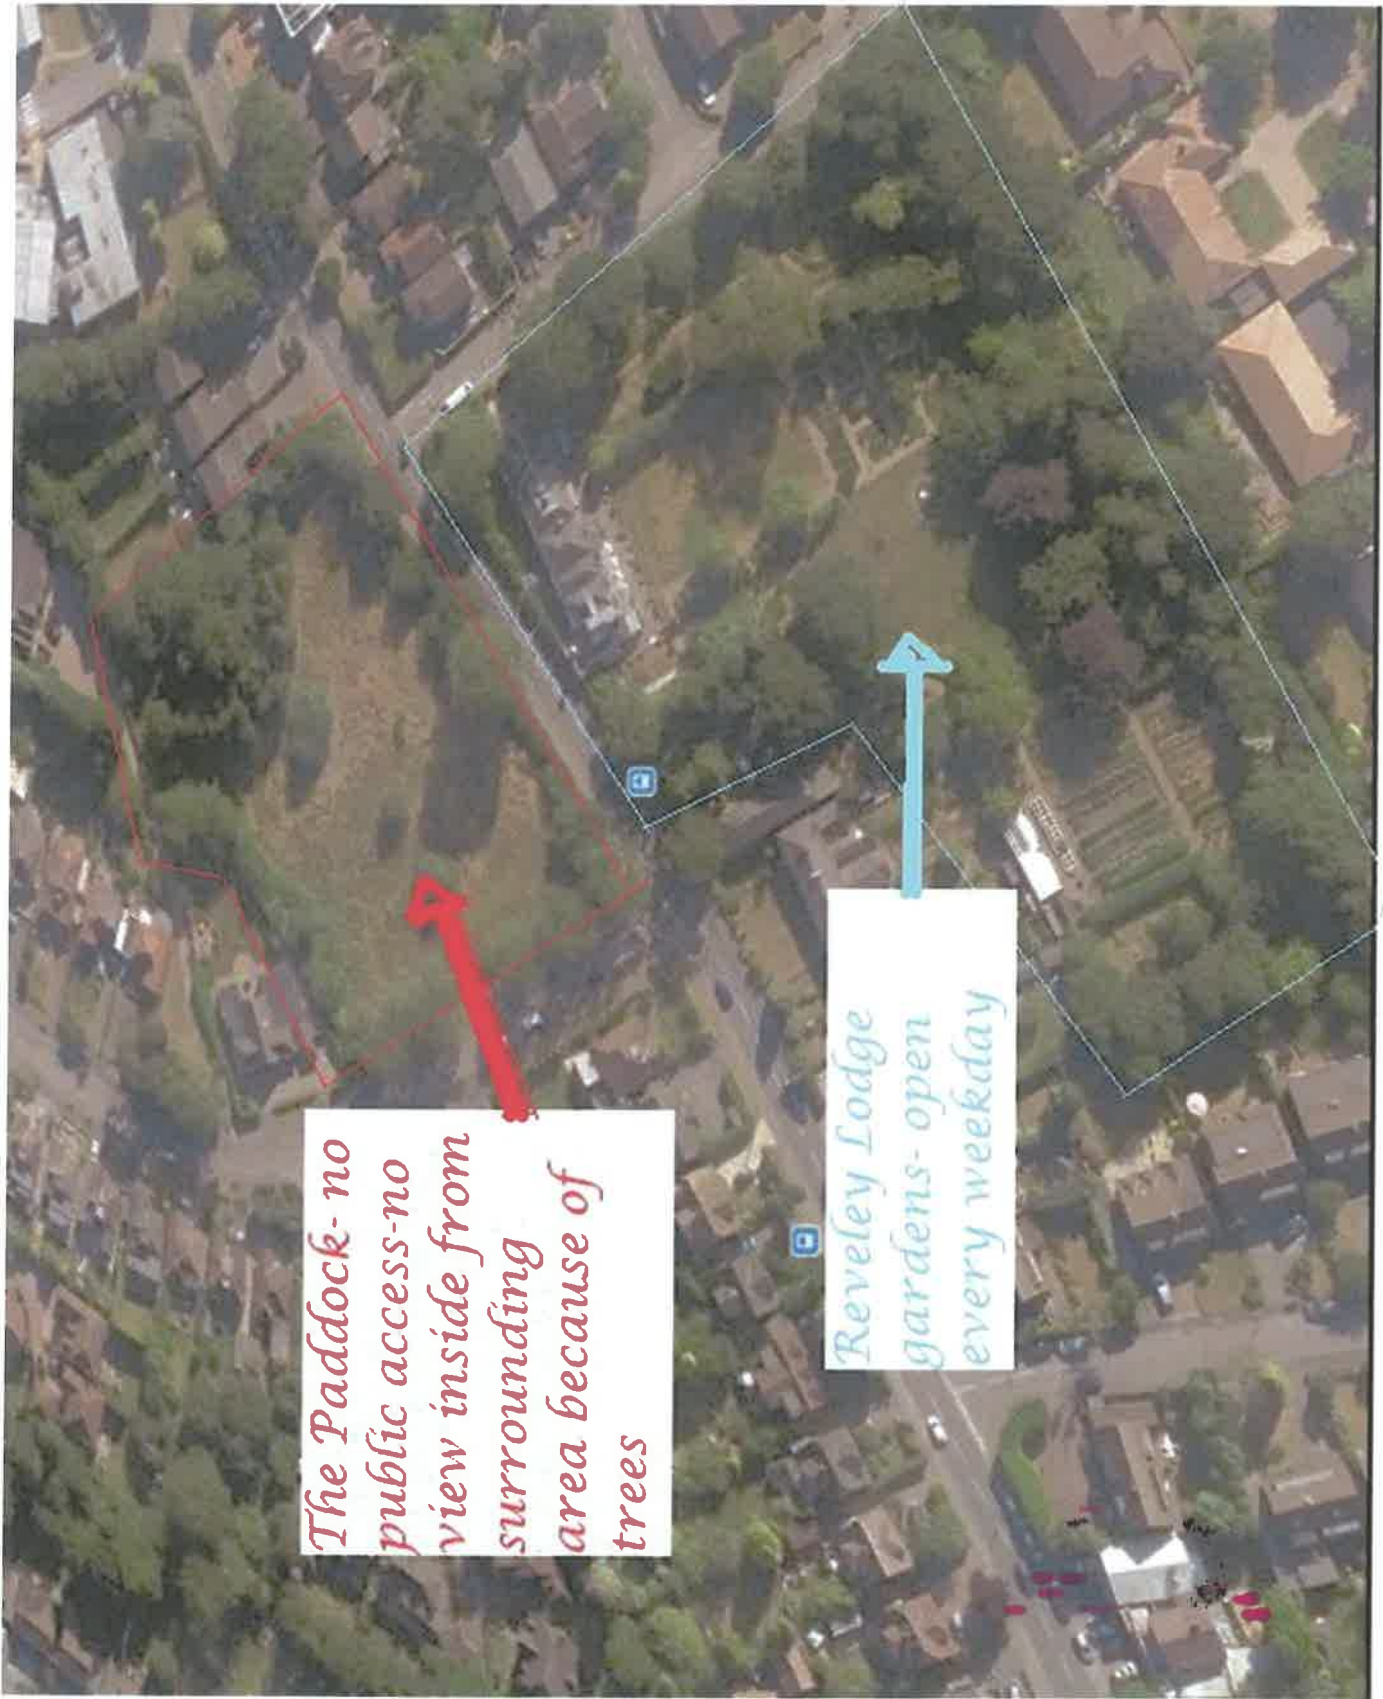 The Paddock- no
public access-no
view inside from
surrounding
area because of
trees
Reveley Lodge
gardens- open
every weekday